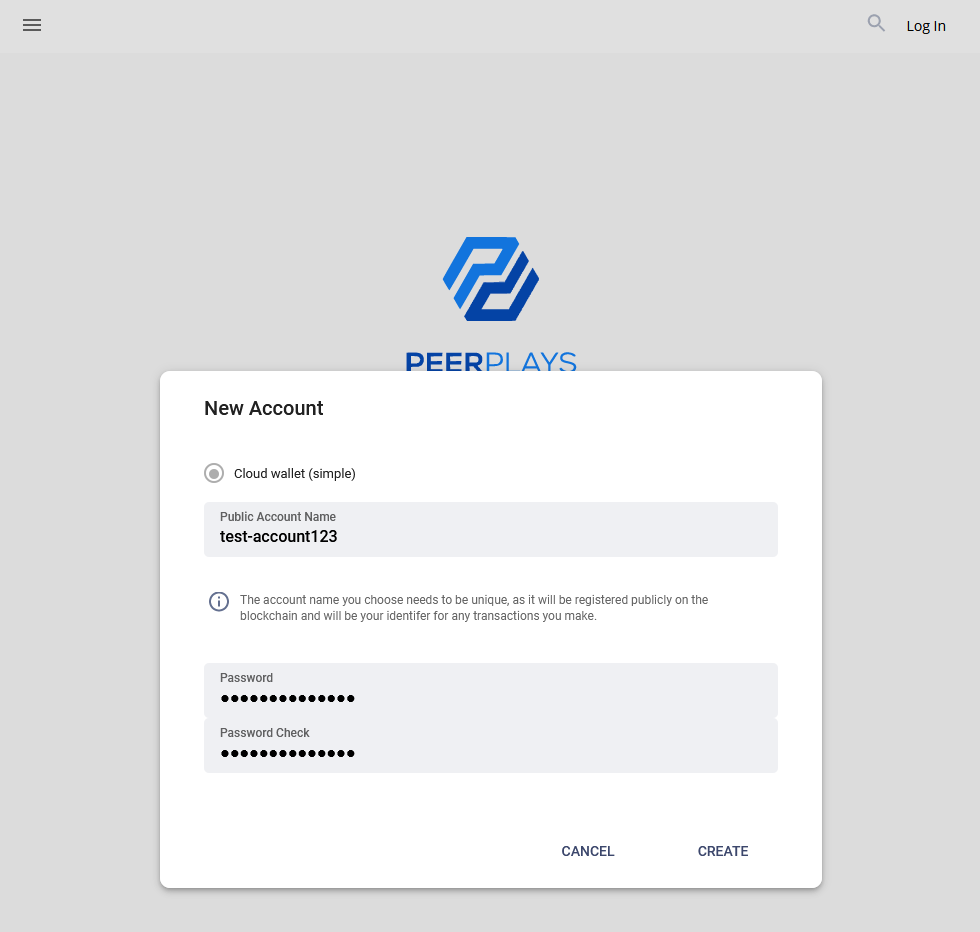 Log In
PEERPLAYS
New Account
Cloud wallet (simple)
Public Account Name
test-account123
The account name you choose needs to be unique, as it will be registered publicly on the
blockchain and will be your identifer for any transactions you make.
Password
●●●●●●●●●●●●●●
Password Check
●●●●●●●●●●●●●●
CANCEL CREATE